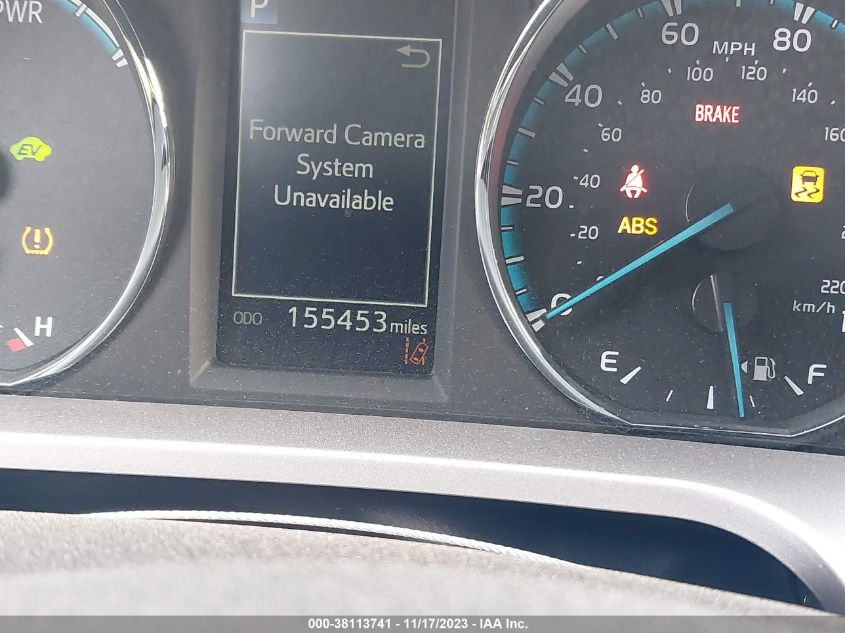 PWR
P
EV
H
Forward Camera
System
Unavailable
ODO 155453 miles
60 MPH 80
100 120
40 80 140
BRAKE
60 160
40
20 ABS
20
0
220
km/h
E F
000-38113741 - 11/17/2023 - IAA Inc.